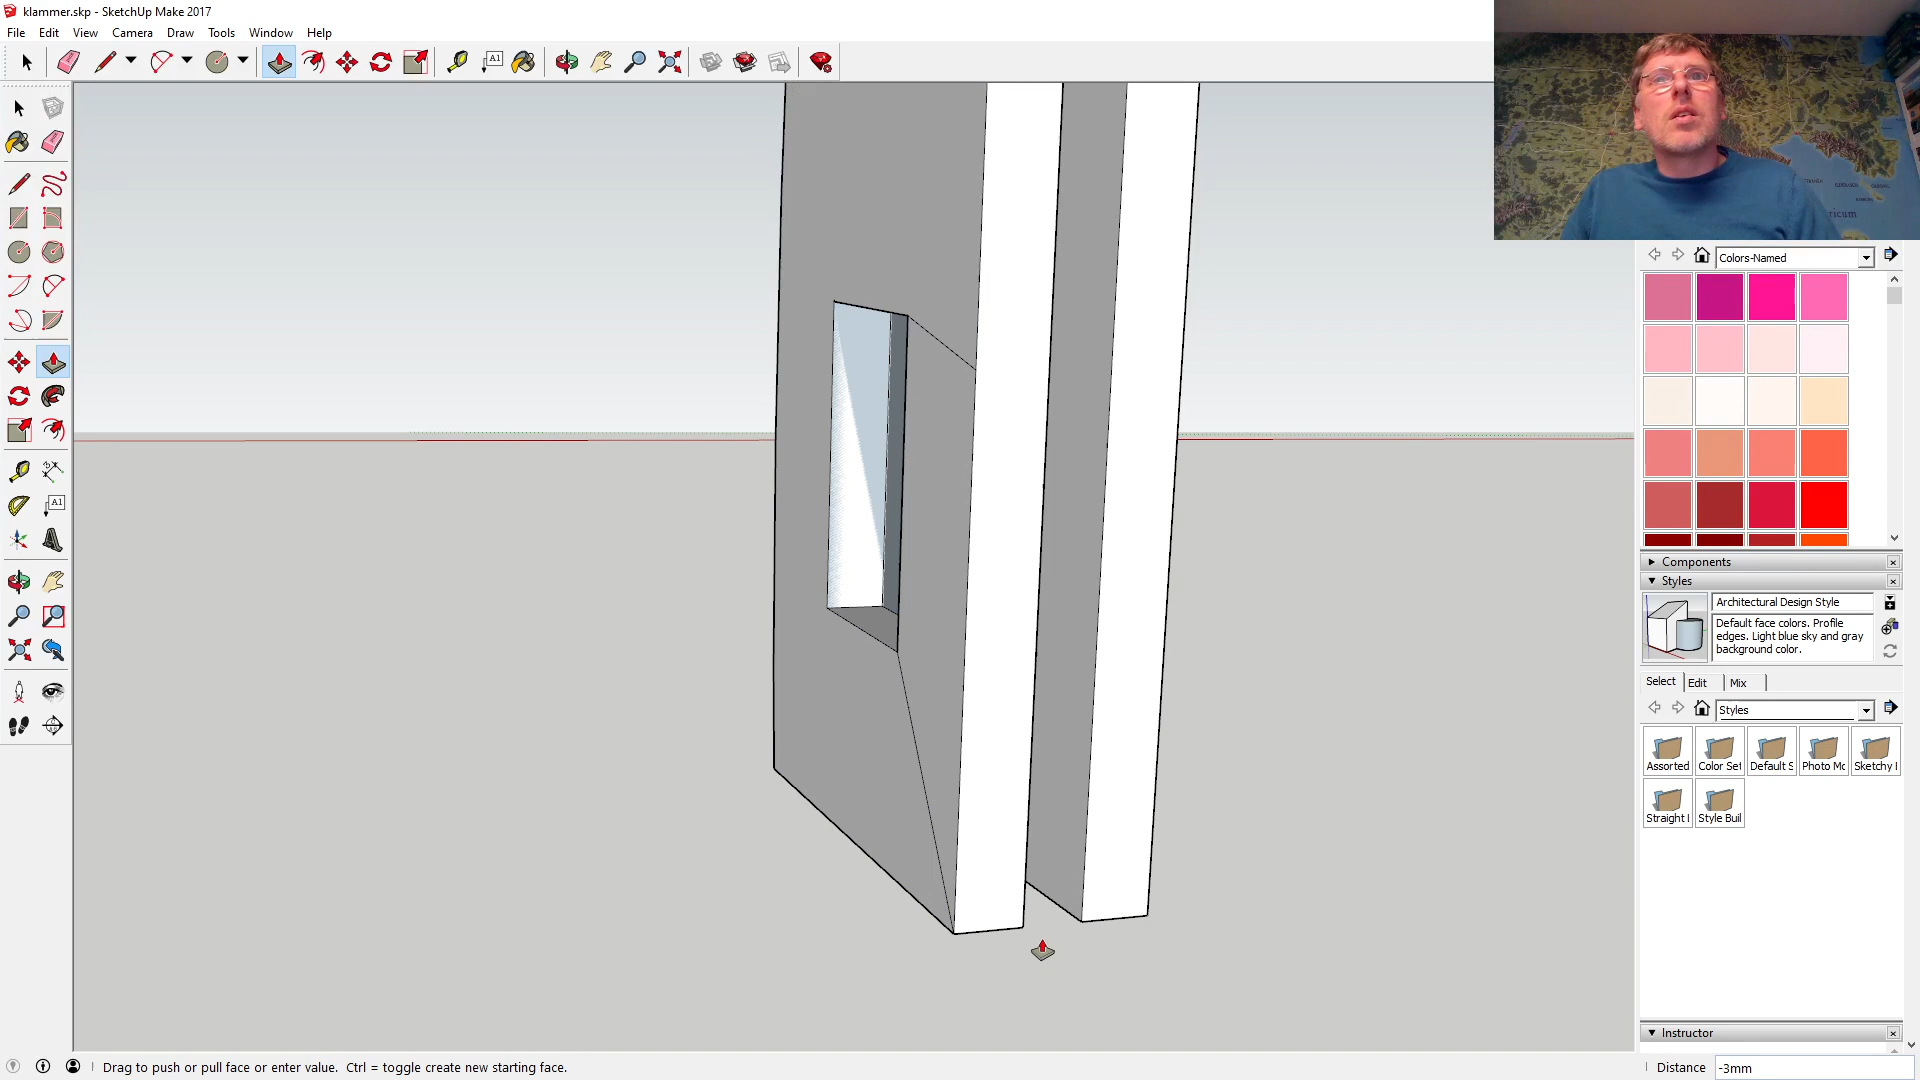 klammer.skp - SketchUp Make 2017
File Edit View Camera Draw Tools Window Help
A1
A1
Colors-Named
Components
Styles
Architectural Design Style
Default face colors. Profile
edges. Light blue sky and gray
background color.
Select Edit Mix
Styles
Assorted Color Set Default S Photo Mc Sketchy I
Straight I Style Buil
Instructor
Drag to push or pull face or enter value. Ctrl = toggle create new starting face.
Distance -3mm